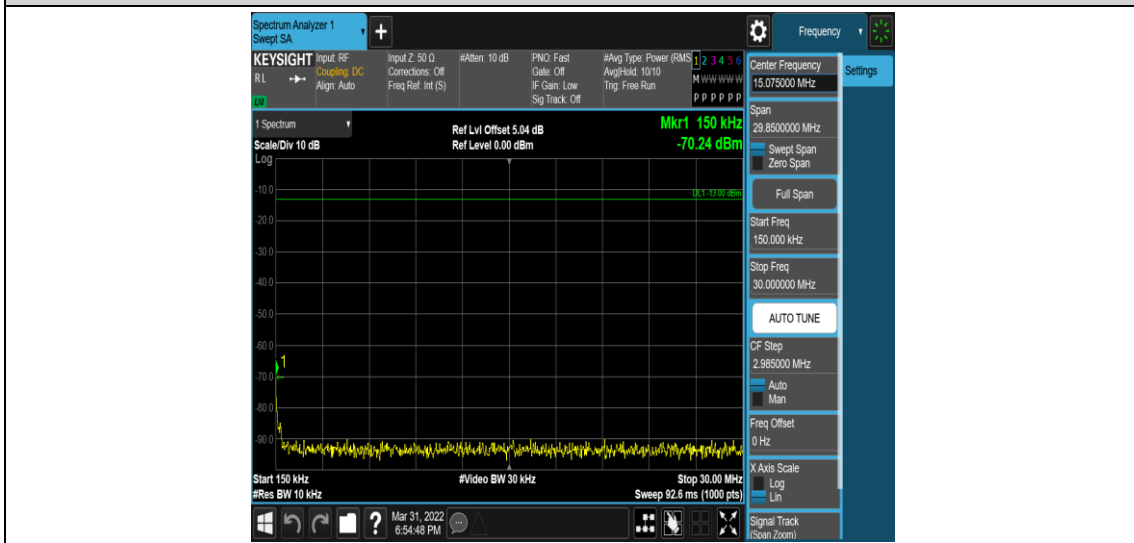 Spectrum Analyzer 1
Swept SA
+
Frequency
KEYSIGHT
RL
LXI
Input: RF
Coupling: DC
Align: Auto
Input Z: 50 Ω
Corrections: Off
Freq Ref: Int (S)
#Atten: 10 dB
PNO: Fast
Gate: Off
IF Gain: Low
Sig Track: Off
#Avg Type: Power (RMS
Avg|Hold: 10/10
Trig: Free Run
1 2 3 4 5 6
M W W W W W
P P P P P P
1 Spectrum
Scale/Div 10 dB
Log
Ref Lvl Offset 5.04 dB
Ref Level 0.00 dBm
Mkr1 150 kHz
-70.24 dBm
DL1 -13.00 dBm
-10.0
-20.0
-30.0
-40.0
-50.0
-60.0
1
-70.0
-80.0
-90.0
Start 150 kHz
#Res BW 10 kHz
#Video BW 30 kHz
Stop 30.00 MHz
Sweep 92.6 ms (1000 pts)
?
Mar 31, 2022
6:54:48 PM
Center Frequency
15.075000 MHz
Settings
Span
29.8500000 MHz
Swept Span
Zero Span
Full Span
Start Freq
150.000 kHz
Stop Freq
30.000000 MHz
AUTO TUNE
CF Step
2.985000 MHz
Auto
Man
Freq Offset
0 Hz
X Axis Scale
Log
Lin
Signal Track
(Span Zoom)